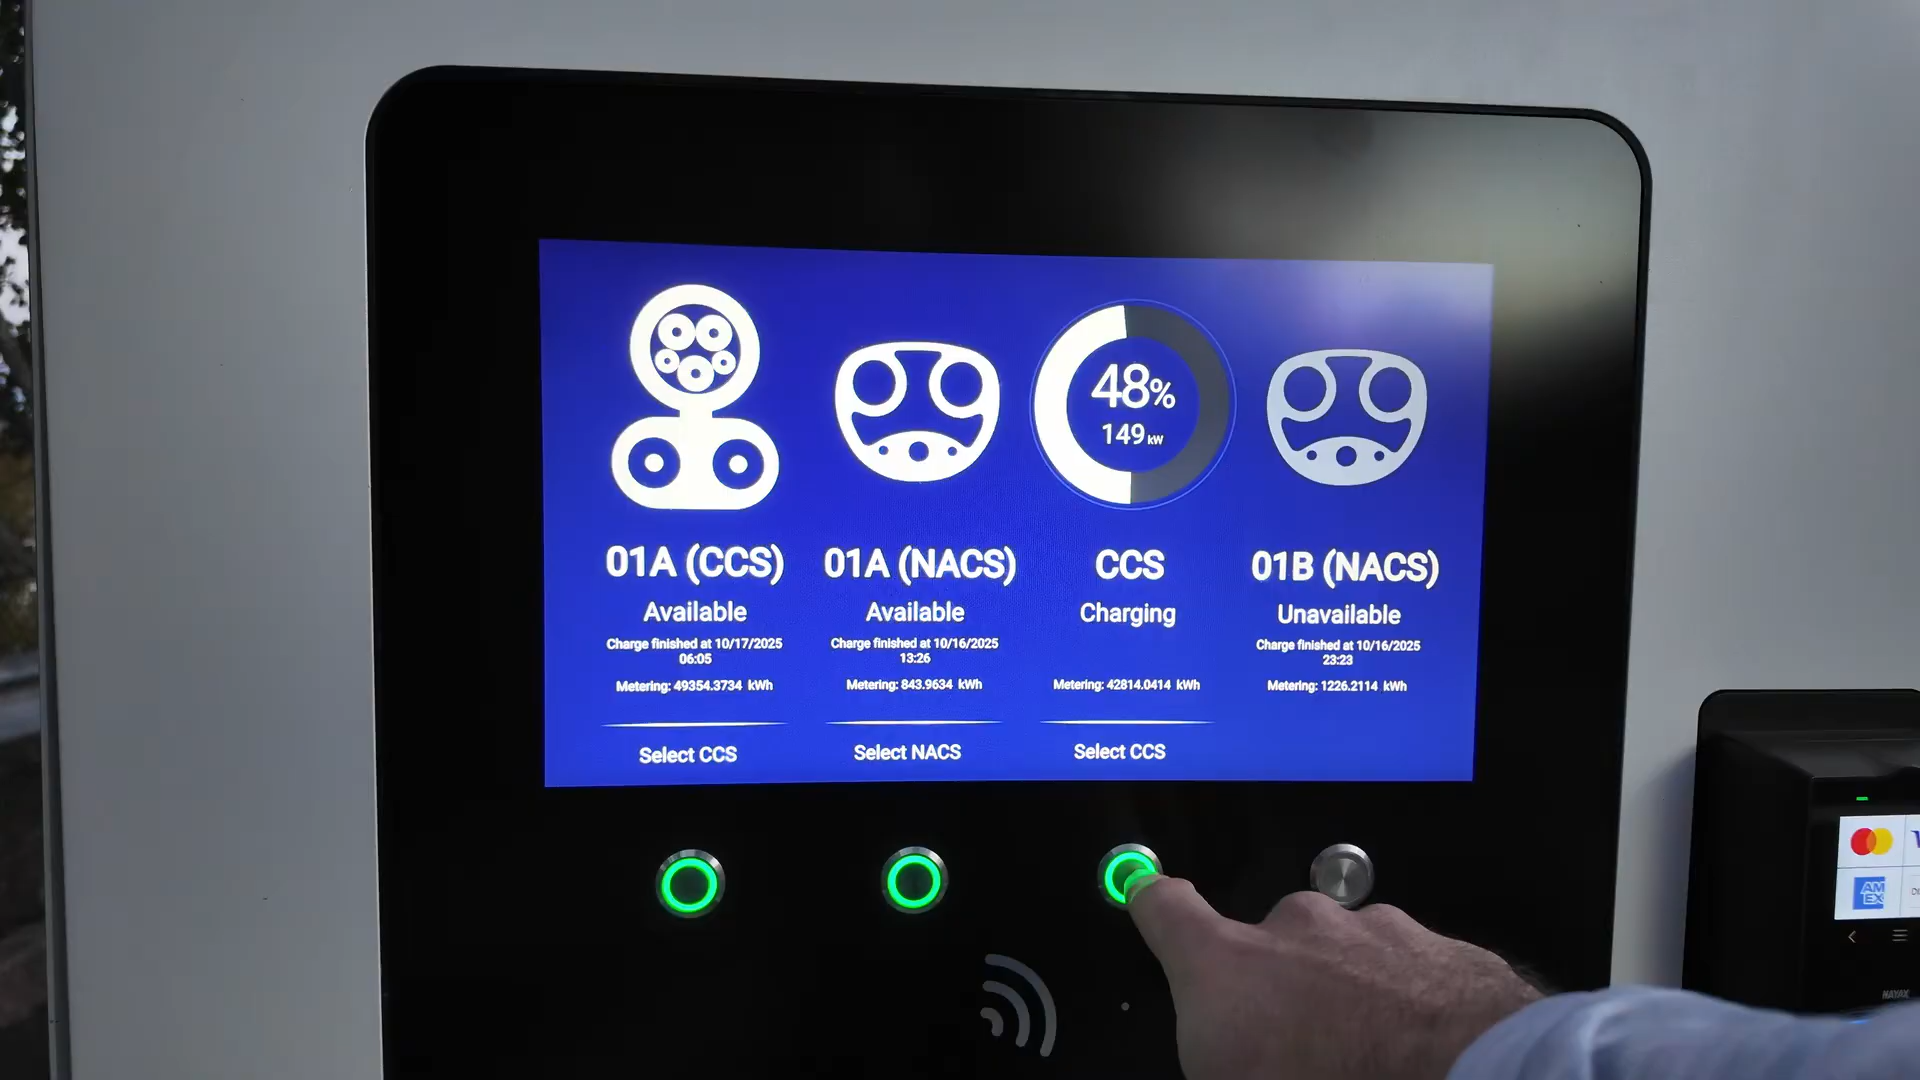 48%
149 kW
01A (CCS)
Available
Charge finished at 10/17/2025
06:05
Metering: 49354.3734 kWh
Select CCS
01A (NACS)
Available
Charge finished at 10/16/2025
13:26
Metering: 843.9634 kWh
Select NACS
CCS
Charging
Metering: 42814.0414 kWh
Select CCS
01B (NACS)
Unavailable
Charge finished at 10/16/2025
23:23
Metering: 1226.2114 kWh
AM
EX
NAYAX